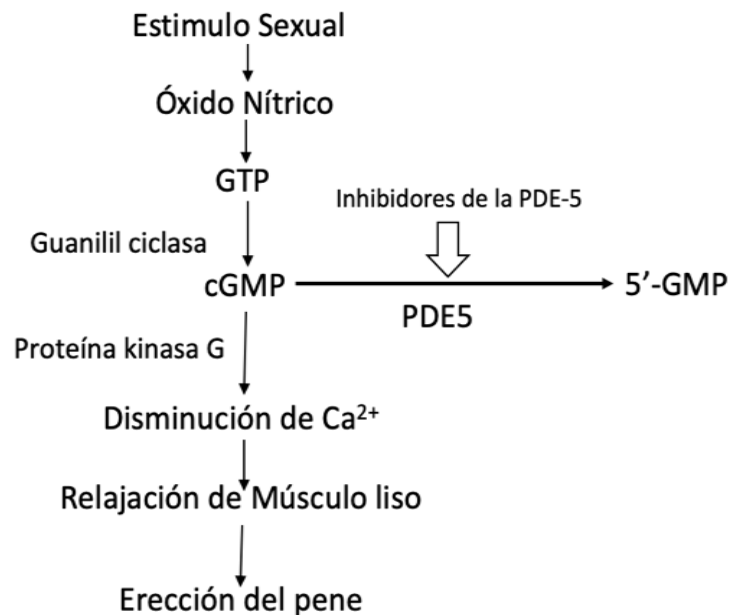 Estimulo Sexual
Óxido Nítrico
GTP
Inhibidores de la PDE-5
Guanilil ciclasa
cGMP
5’-GMP
PDE5
Proteína kinasa G
Disminución de Ca²⁺
Relajación de Músculo liso
Erección del pene